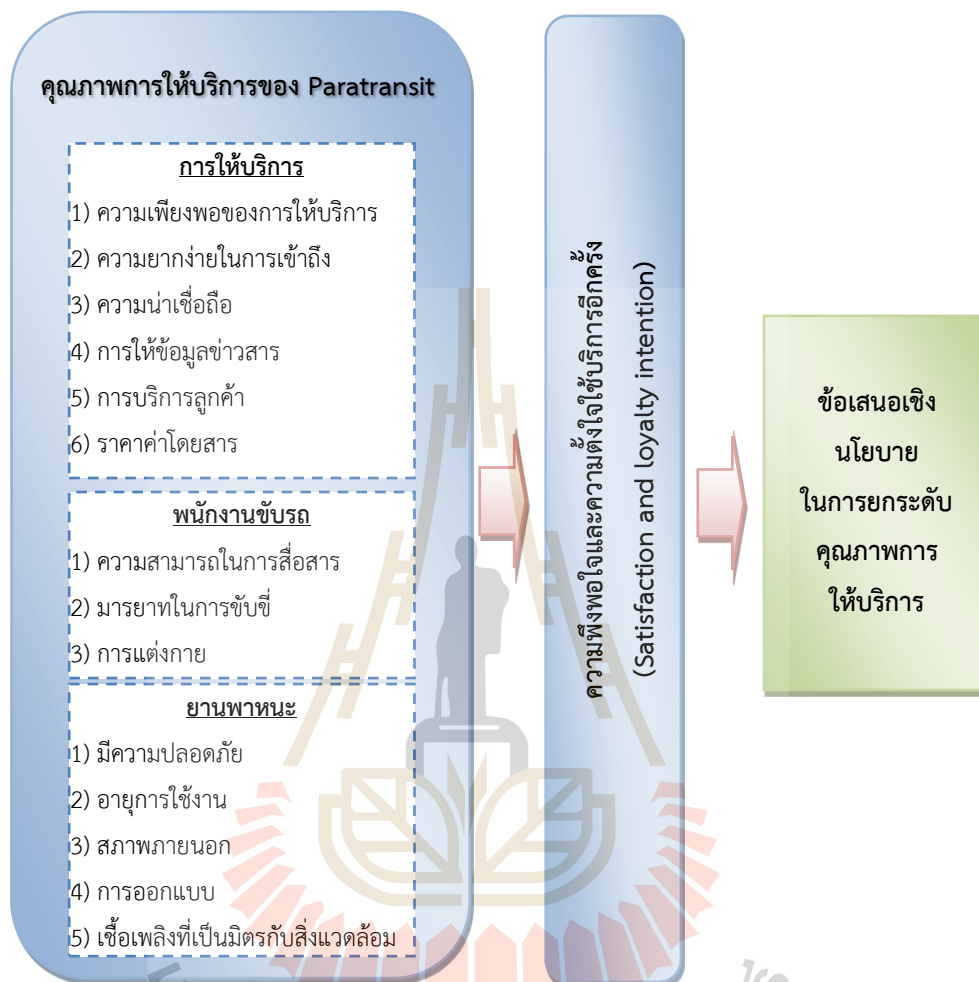 คุณภาพการให้บริการของ Paratransit
การให้บริการ
1) ความเพียงพอของการให้บริการ
2) ความยากง่ายในการเข้าถึง
3) ความน่าเชื่อถือ
4) การให้ข้อมูลข่าวสาร
5) การบริการลูกค้า
6) ราคาค่าโดยสาร
พนักงานขับรถ
1) ความสามารถในการสื่อสาร
2) มารยาทในการขับขี่
3) การแต่งกาย
ยานพาหนะ
1) มีความปลอดภัย
2) อายุการใช้งาน
3) สภาพภายนอก
4) การออกแบบ
5) เชื้อเพลิงที่เป็นมิตรกับสิ่งแวดล้อม
ความพึงพอใจและความตั้งใจใช้บริการอีกครั้ง
(Satisfaction and loyalty intention)
ข้อเสนอเชิง
นโยบาย
ในการยกระดับ
คุณภาพการ
ให้บริการ